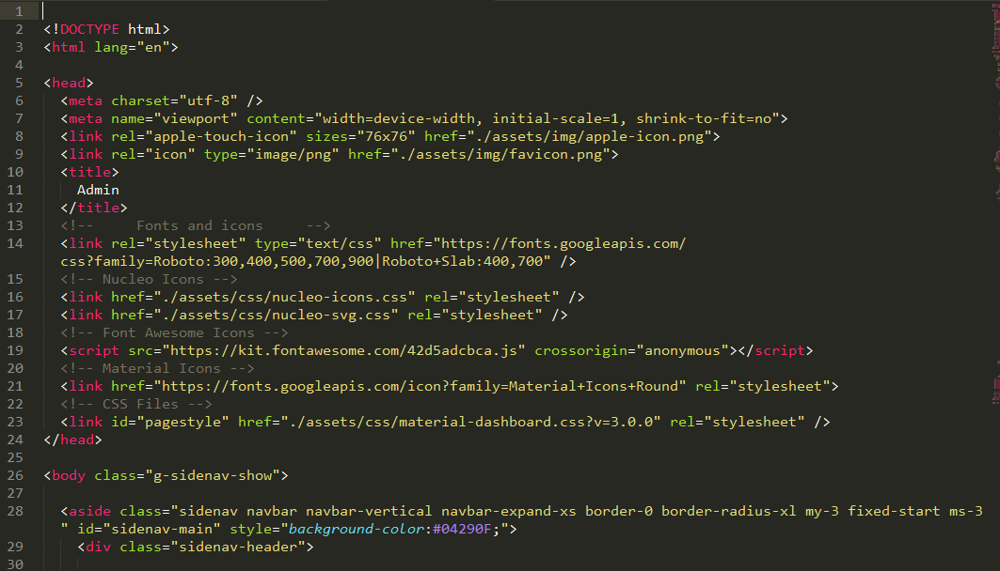 1
2 <!DOCTYPE html>
3 <html lang="en">
4
5 <head>
6 <meta charset="utf-8" />
7 <meta name="viewport" content="width=device-width, initial-scale=1, shrink-to-fit=no">
8 <link rel="apple-touch-icon" sizes="76x76" href="./assets/img/apple-icon.png">
9 <link rel="icon" type="image/png" href="./assets/img/favicon.png">
10 <title>
11 Admin
12 </title>
13 <!--     Fonts and icons     -->
14 <link rel="stylesheet" type="text/css" href="https://fonts.googleapis.com/
css?family=Roboto:300,400,500,700,900|Roboto+Slab:400,700" />
15 <!-- Nucleo Icons -->
16 <link href="./assets/css/nucleo-icons.css" rel="stylesheet" />
17 <link href="./assets/css/nucleo-svg.css" rel="stylesheet" />
18 <!-- Font Awesome Icons -->
19 <script src="https://kit.fontawesome.com/42d5adcbca.js" crossorigin="anonymous"></script>
20 <!-- Material Icons -->
21 <link href="https://fonts.googleapis.com/icon?family=Material+Icons+Round" rel="stylesheet">
22 <!-- CSS Files -->
23 <link id="pagestyle" href="./assets/css/material-dashboard.css?v=3.0.0" rel="stylesheet" />
24 </head>
25
26 <body class="g-sidenav-show">
27
28 <aside class="sidenav navbar navbar-vertical navbar-expand-xs border-0 border-radius-xl my-3 fixed-start ms-3
" id="sidenav-main" style="background-color:#04290F;">
29 <div class="sidenav-header">
30